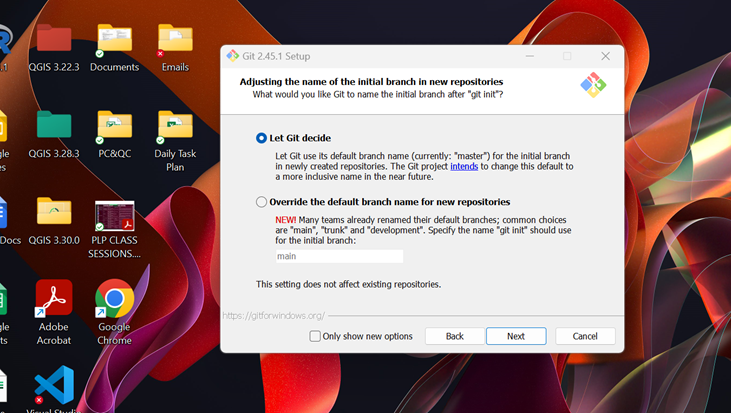 .1
QGIS 3.22.3
Documents
Emails
QGIS 3.28.3
PC&QC
Daily Task
Plan
Docs
QGIS 3.30.0
PLP CLASS
SESSIONS....
Adobe
Acrobat
Google
Chrome
Git 2.45.1 Setup
Adjusting the name of the initial branch in new repositories
What would you like Git to name the initial branch after "git init"?
Let Git decide
Let Git use its default branch name (currently: "master") for the initial branch
in newly created repositories. The Git project intends to change this default to
a more inclusive name in the near future.
Override the default branch name for new repositories
NEW! Many teams already renamed their default branches; common choices
are "main", "trunk" and "development". Specify the name "git init" should use
for the initial branch:
main
This setting does not affect existing repositories.
https://gitforwindows.org/
Only show new options
Back
Next
Cancel